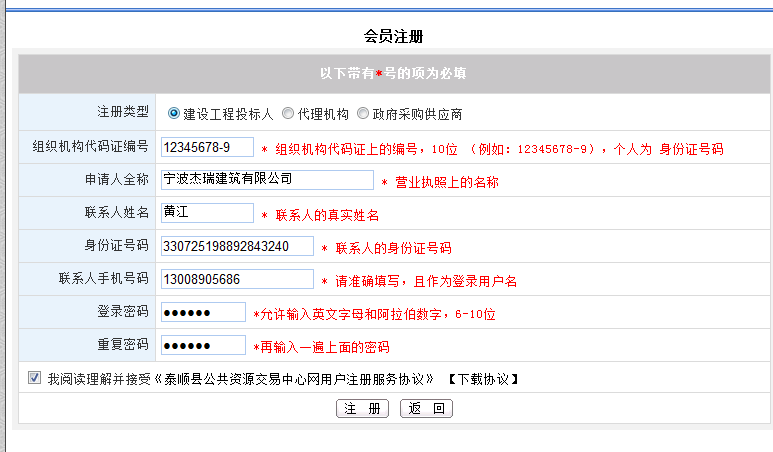 会员注册
以下带有*号的项为必填
注册类型 建设工程投标人 代理机构 政府采购供应商
组织机构代码证编号 12345678-9 * 组织机构代码证上的编号，10位 （例如：12345678-9），个人为 身份证号码
申请人全称 宁波杰瑞建筑有限公司 * 营业执照上的名称
联系人姓名 黄江 * 联系人的真实姓名
身份证号码 330725198892843240 * 联系人的身份证号码
联系人手机号码 13008905686 * 请准确填写，且作为登录用户名
登录密码 ●●●●●● *允许输入英文字母和阿拉伯数字，6-10位
重复密码 ●●●●●● *再输入一遍上面的密码
我阅读理解并接受《泰顺县公共资源交易中心网用户注册服务协议》 【下载协议】
注 册 返 回